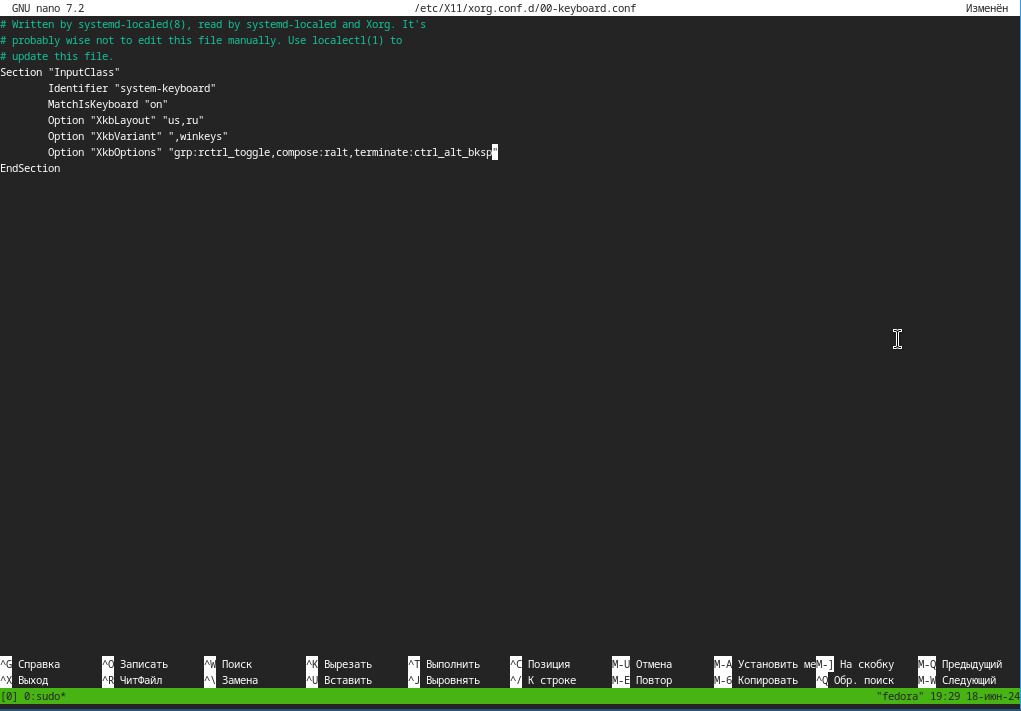 GNU nano 7.2 /etc/X11/xorg.conf.d/00-keyboard.conf Изменён
# Written by systemd-localed(8), read by systemd-localed and Xorg. It's
# probably wise not to edit this file manually. Use localectl(1) to
# update this file.
Section "InputClass"
        Identifier "system-keyboard"
        MatchIsKeyboard "on"
        Option "XkbLayout" "us,ru"
        Option "XkbVariant" ",winkeys"
        Option "XkbOptions" "grp:rctrl_toggle,compose:ralt,terminate:ctrl_alt_bksp"
EndSection
^G Справка ^O Записать ^W Поиск ^K Вырезать ^T Выполнить ^C Позиция M-U Отмена M-A Установить ме M-] На скобку M-Q Предыдущий
^X Выход ^R ЧитФайл ^\ Замена ^U Вставить ^J Выровнять ^/ К строке M-E Повтор M-6 Копировать ^Q Обр. поиск M-W Следующий
[0] 0:sudo* "fedora" 19:29 18-июн-24